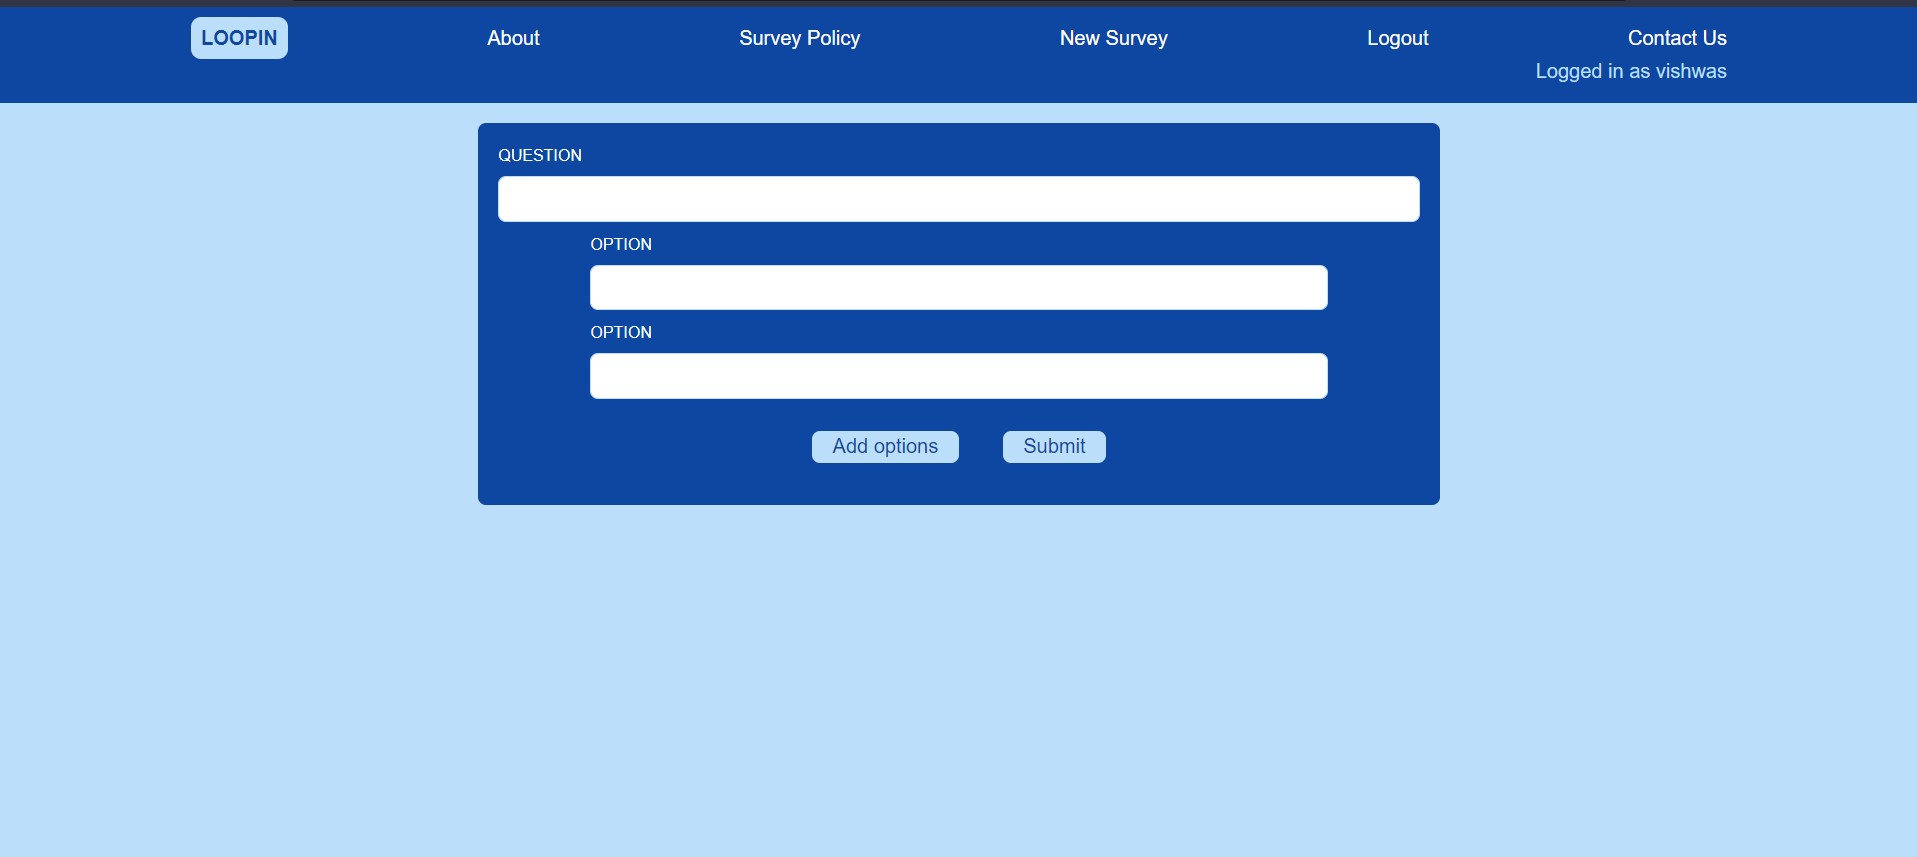 LOOPIN About Survey Policy New Survey Logout Contact Us
Logged in as vishwas
QUESTION
OPTION
OPTION
Add options Submit